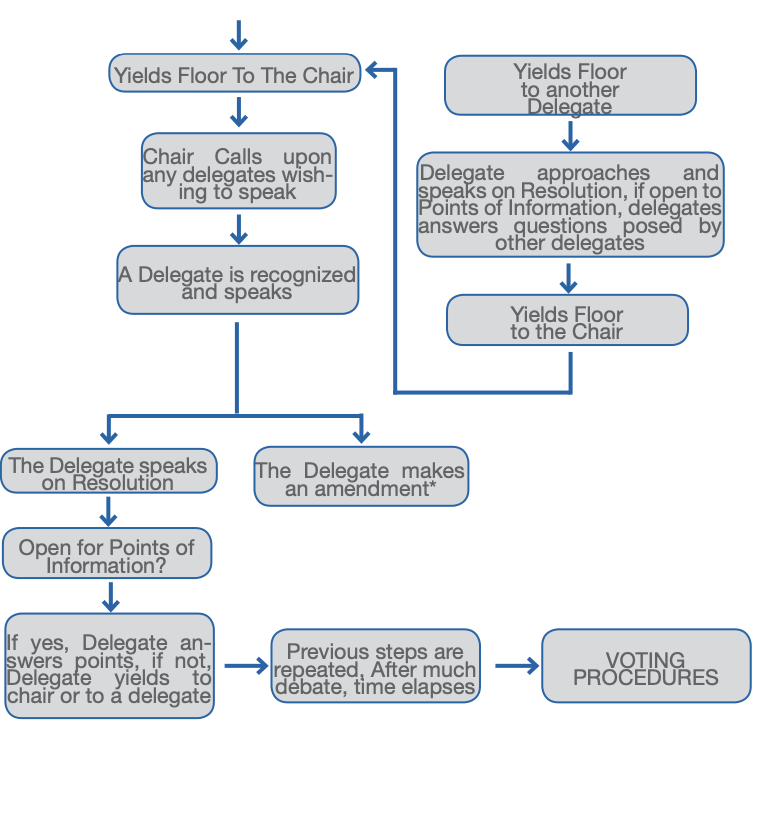 Yields Floor To The Chair
Chair Calls upon
any delegates wish-
ing to speak
A Delegate is recognized
and speaks
Yields Floor
to another
Delegate
Delegate approaches and
speaks on Resolution, if open to
Points of Information, delegates
answers questions posed by
other delegates
Yields Floor
to the Chair
The Delegate speaks
on Resolution
The Delegate makes
an amendment*
Open for Points of
Information?
If yes, Delegate an-
swers points, if not,
Delegate yields to
chair or to a delegate
Previous steps are
repeated. After much
debate, time elapses
VOTING
PROCEDURES